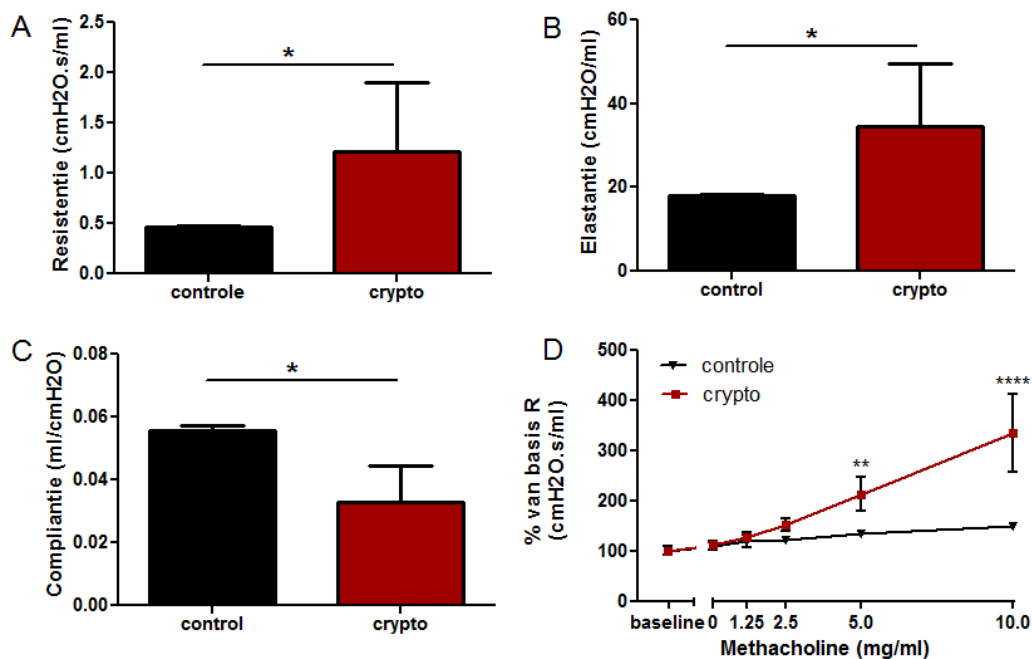 A
Resistentie (cmH2O.s/ml)
2.5
2.0
1.5
1.0
0.5
0.0
*
controle crypto
B
Elastantie (cmH2O/ml)
60
40
20
0
*
control crypto
C
Compliantie (ml/cmH2O)
0.08
0.06
0.04
0.02
0.00
*
control crypto
D
% van basis R
(cmH2O.s/ml)
500
400
300
200
100
0
controle
crypto
**
****
baseline 0 1.25 2.5 5.0 10.0
Methacholine (mg/ml)